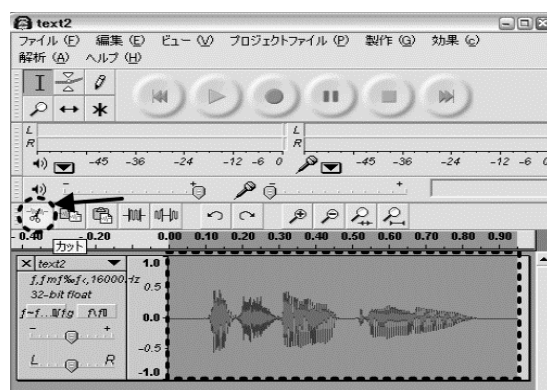 text2
ファイル (F) 編集 (E) ビュー (V) プロジェクトファイル (P) 製作 (G) 効果 (c)
解析 (A) ヘルプ (H)
L
R
-45 -36 -24 -12 -6 0
L
R
-45 -36 -24 -12 -6 0
- +
- +
カット
- 0.40 - 0.20 0.00 0.10 0.20 0.30 0.40 0.50 0.60 0.70 0.80 0.90
text2
16000Hz
32-bit float
- +
L R
1.0
0.5
0.0
-0.5
-1.0